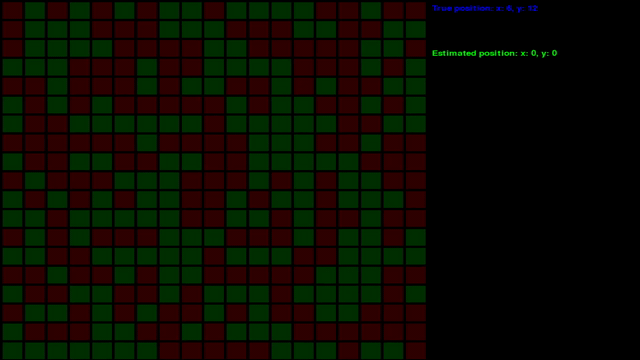 True position: x: 6, y: 12
Estimated position: x: 0, y: 0